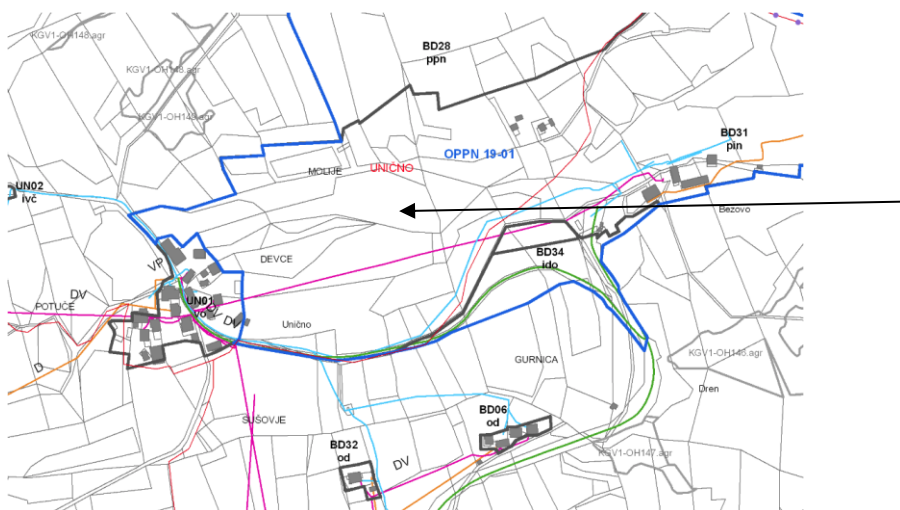 KGV1-OH148.agr
BD28
ppn
KGV1-OH148.agr
KGV1-OH149.agr
BD31
pin
OPPN 19-01
MOLIJE
UNIČNO
UN02
ivč
Bezovo
VP
DEVCE
BD34
ido
DV
POTUČE
UN01
vo
DV
DV
Unično
D
KGV1-OH146.agr
GURNICA
Dren
SUŠOVJE
BD06
od
BD32
od
DV
KGV1-OH147.agr